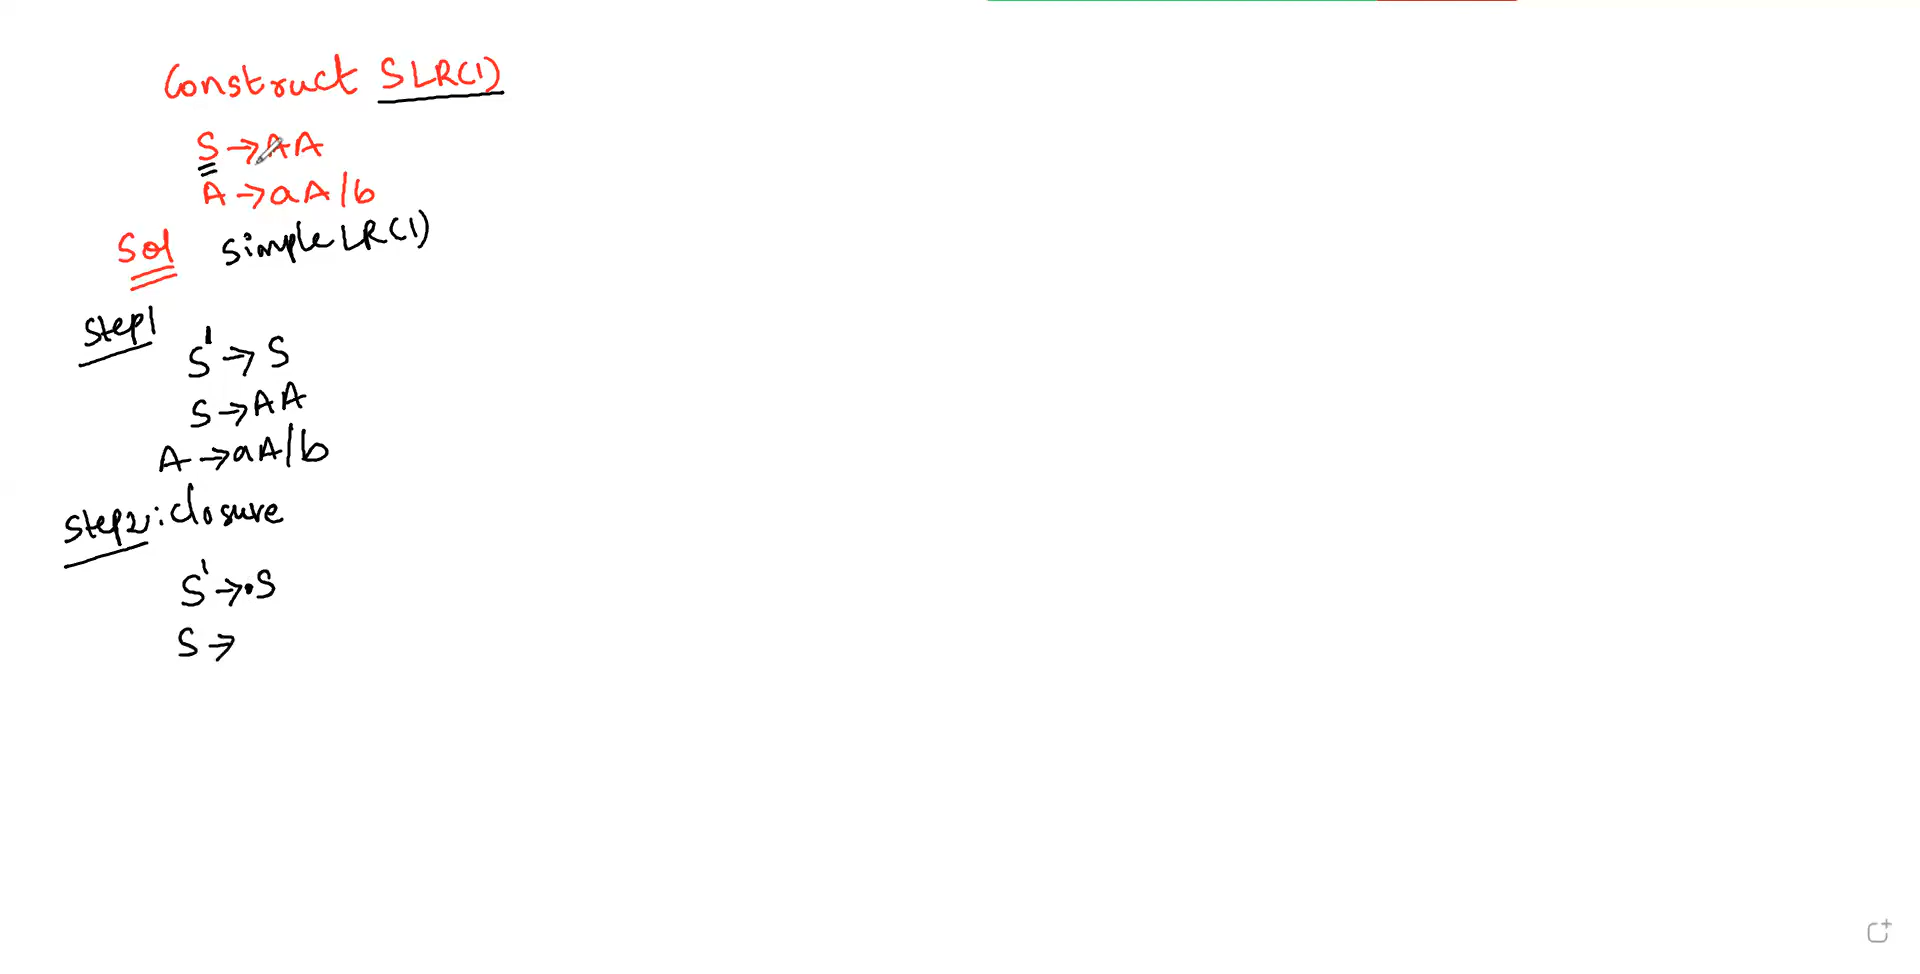 Construct SLR(1)
S → AA
A → aA/b
Sol simple LR(1)
Step1
S' → S
S → AA
A → aA/b
Step2: closure
S' → .S
S →